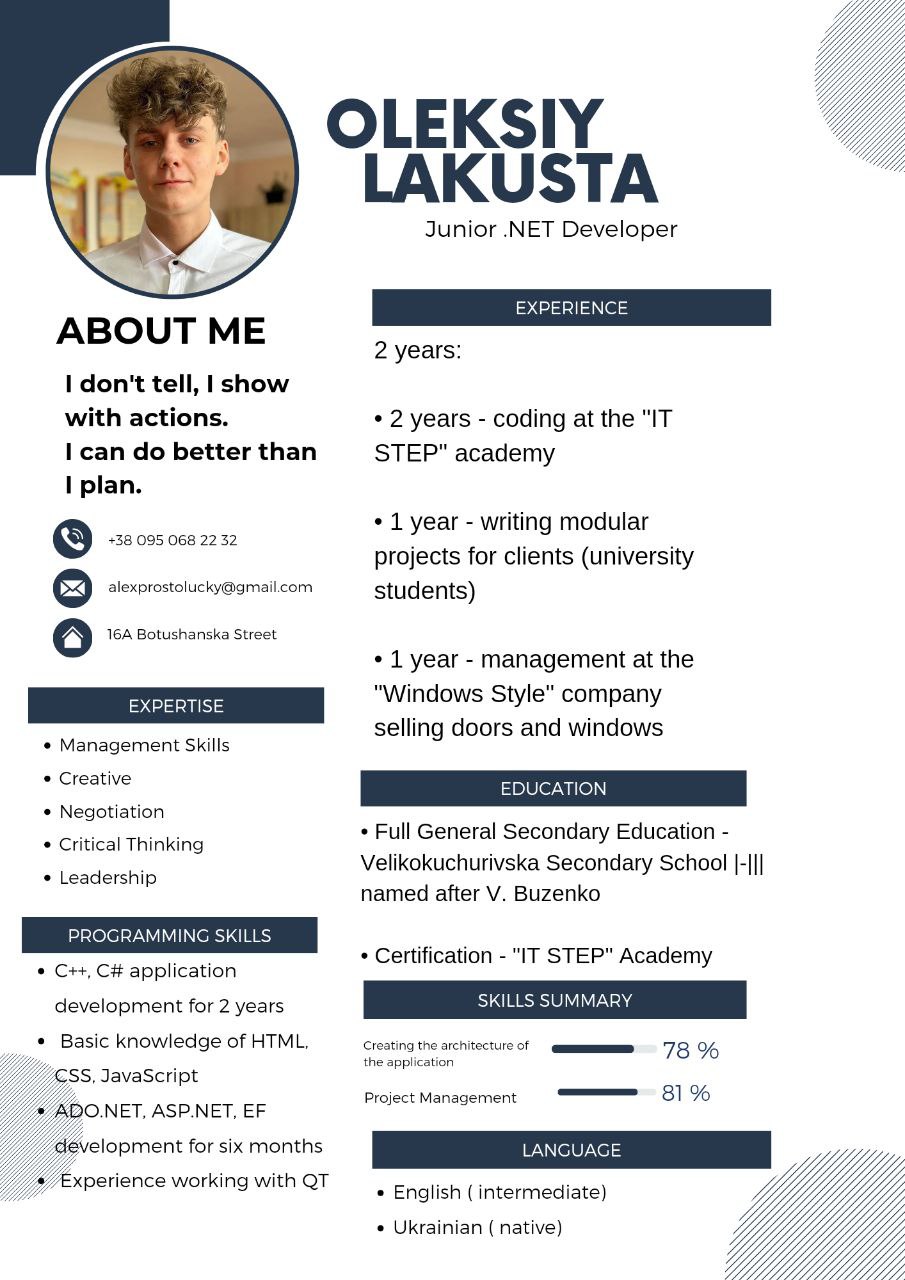 OLEKSIY
LAKUSTA
Junior .NET Developer
ABOUT ME
I don't tell, I show
with actions.
I can do better than
I plan.
+38 095 068 22 32
alexprostolucky@gmail.com
16A Botushanska Street
EXPERTISE
• Management Skills
• Creative
• Negotiation
• Critical Thinking
• Leadership
PROGRAMMING SKILLS
• C++, C# application
development for 2 years
• Basic knowledge of HTML,
CSS, JavaScript
• ADO.NET, ASP.NET, EF
development for six months
• Experience working with QT
EXPERIENCE
2 years:
• 2 years - coding at the "IT
STEP" academy
• 1 year - writing modular
projects for clients (university
students)
• 1 year - management at the
"Windows Style" company
selling doors and windows
EDUCATION
• Full General Secondary Education -
Velikokuchurivska Secondary School |-|||
named after V. Buzenko
• Certification - "IT STEP" Academy
SKILLS SUMMARY
Creating the architecture of
the application
78 %
Project Management
81 %
LANGUAGE
• English ( intermediate)
• Ukrainian ( native)